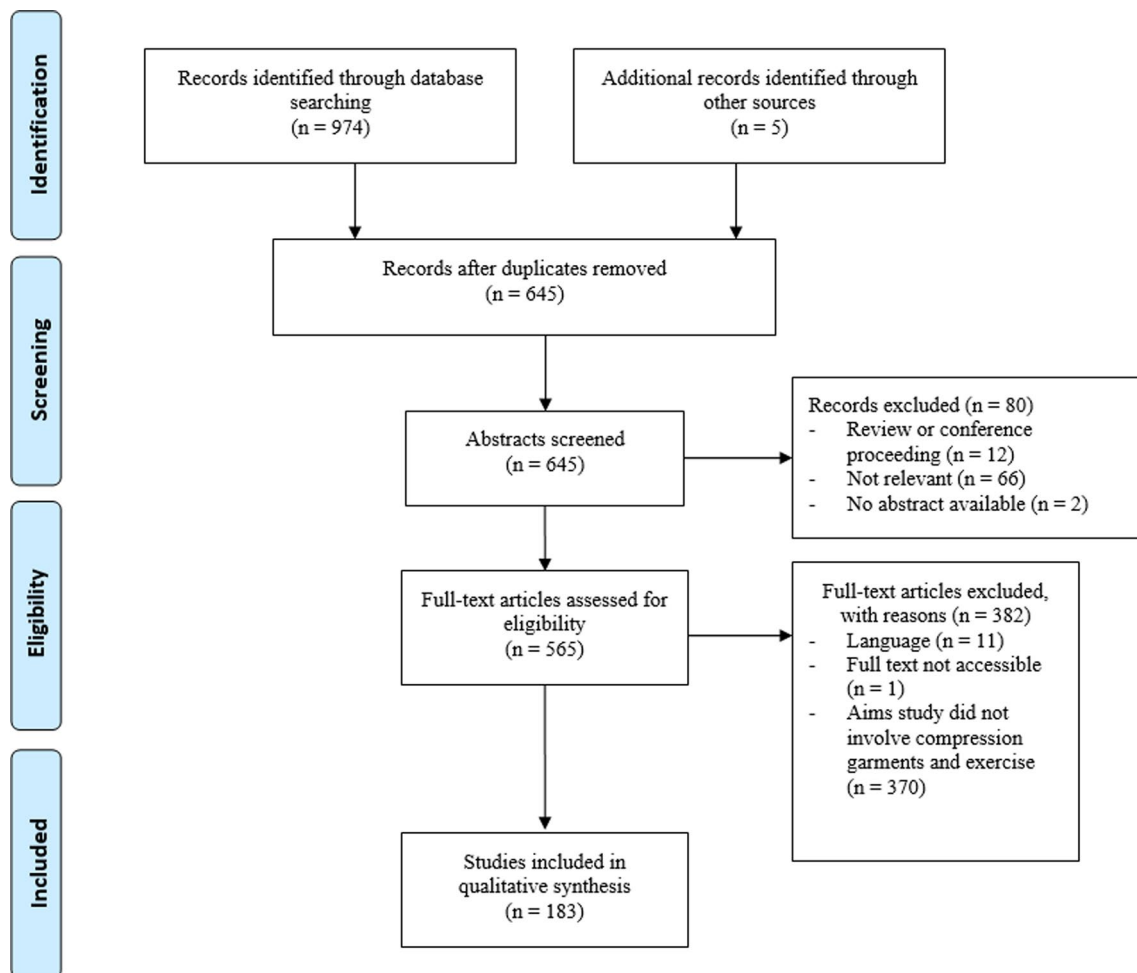 Identification
Records identified through database
searching
(n = 974)
Additional records identified through
other sources
(n = 5)
Screening
Records after duplicates removed
(n = 645)
Abstracts screened
(n = 645)
Records excluded (n = 80)
- Review or conference
proceeding (n = 12)
- Not relevant (n = 66)
- No abstract available (n = 2)
Eligibility
Full-text articles assessed for
eligibility
(n = 565)
Full-text articles excluded,
with reasons (n = 382)
- Language (n = 11)
- Full text not accessible
(n = 1)
- Aims study did not
involve compression
garments and exercise
(n = 370)
Included
Studies included in
qualitative synthesis
(n = 183)